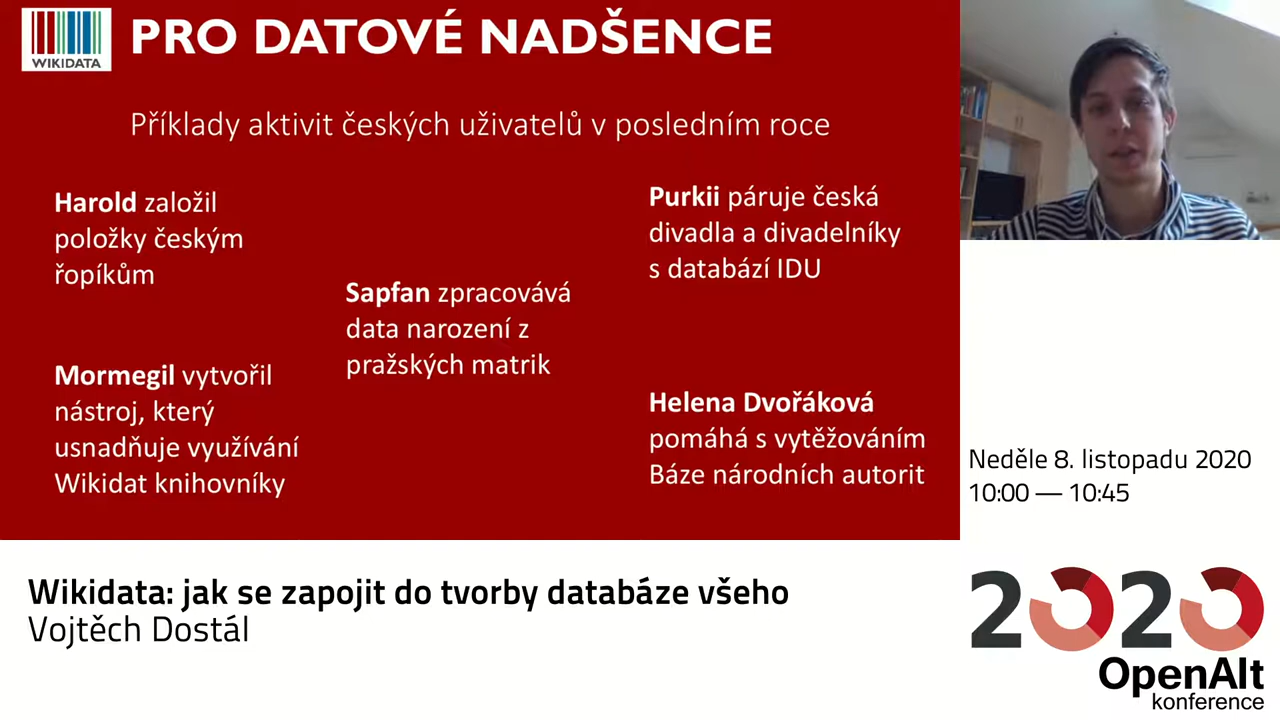 WIKIDATA
PRO DATOVÉ NADŠENCE
Příklady aktivit českých uživatelů v posledním roce
Harold založil
položky českým
řopíkům
Mormegil vytvořil
nástroj, který
usnadňuje využívání
Wikidat knihovníky
Sapfan zpracovává
data narození z
pražských matrik
Purkii páruje česká
divadla a divadelníky
s databází IDU
Helena Dvořáková
pomáhá s vytěžováním
Báze národních autorit
Neděle 8. listopadu 2020
10:00 — 10:45
Wikidata: jak se zapojit do tvorby databáze všeho
Vojtěch Dostál
2020
OpenAlt
konference